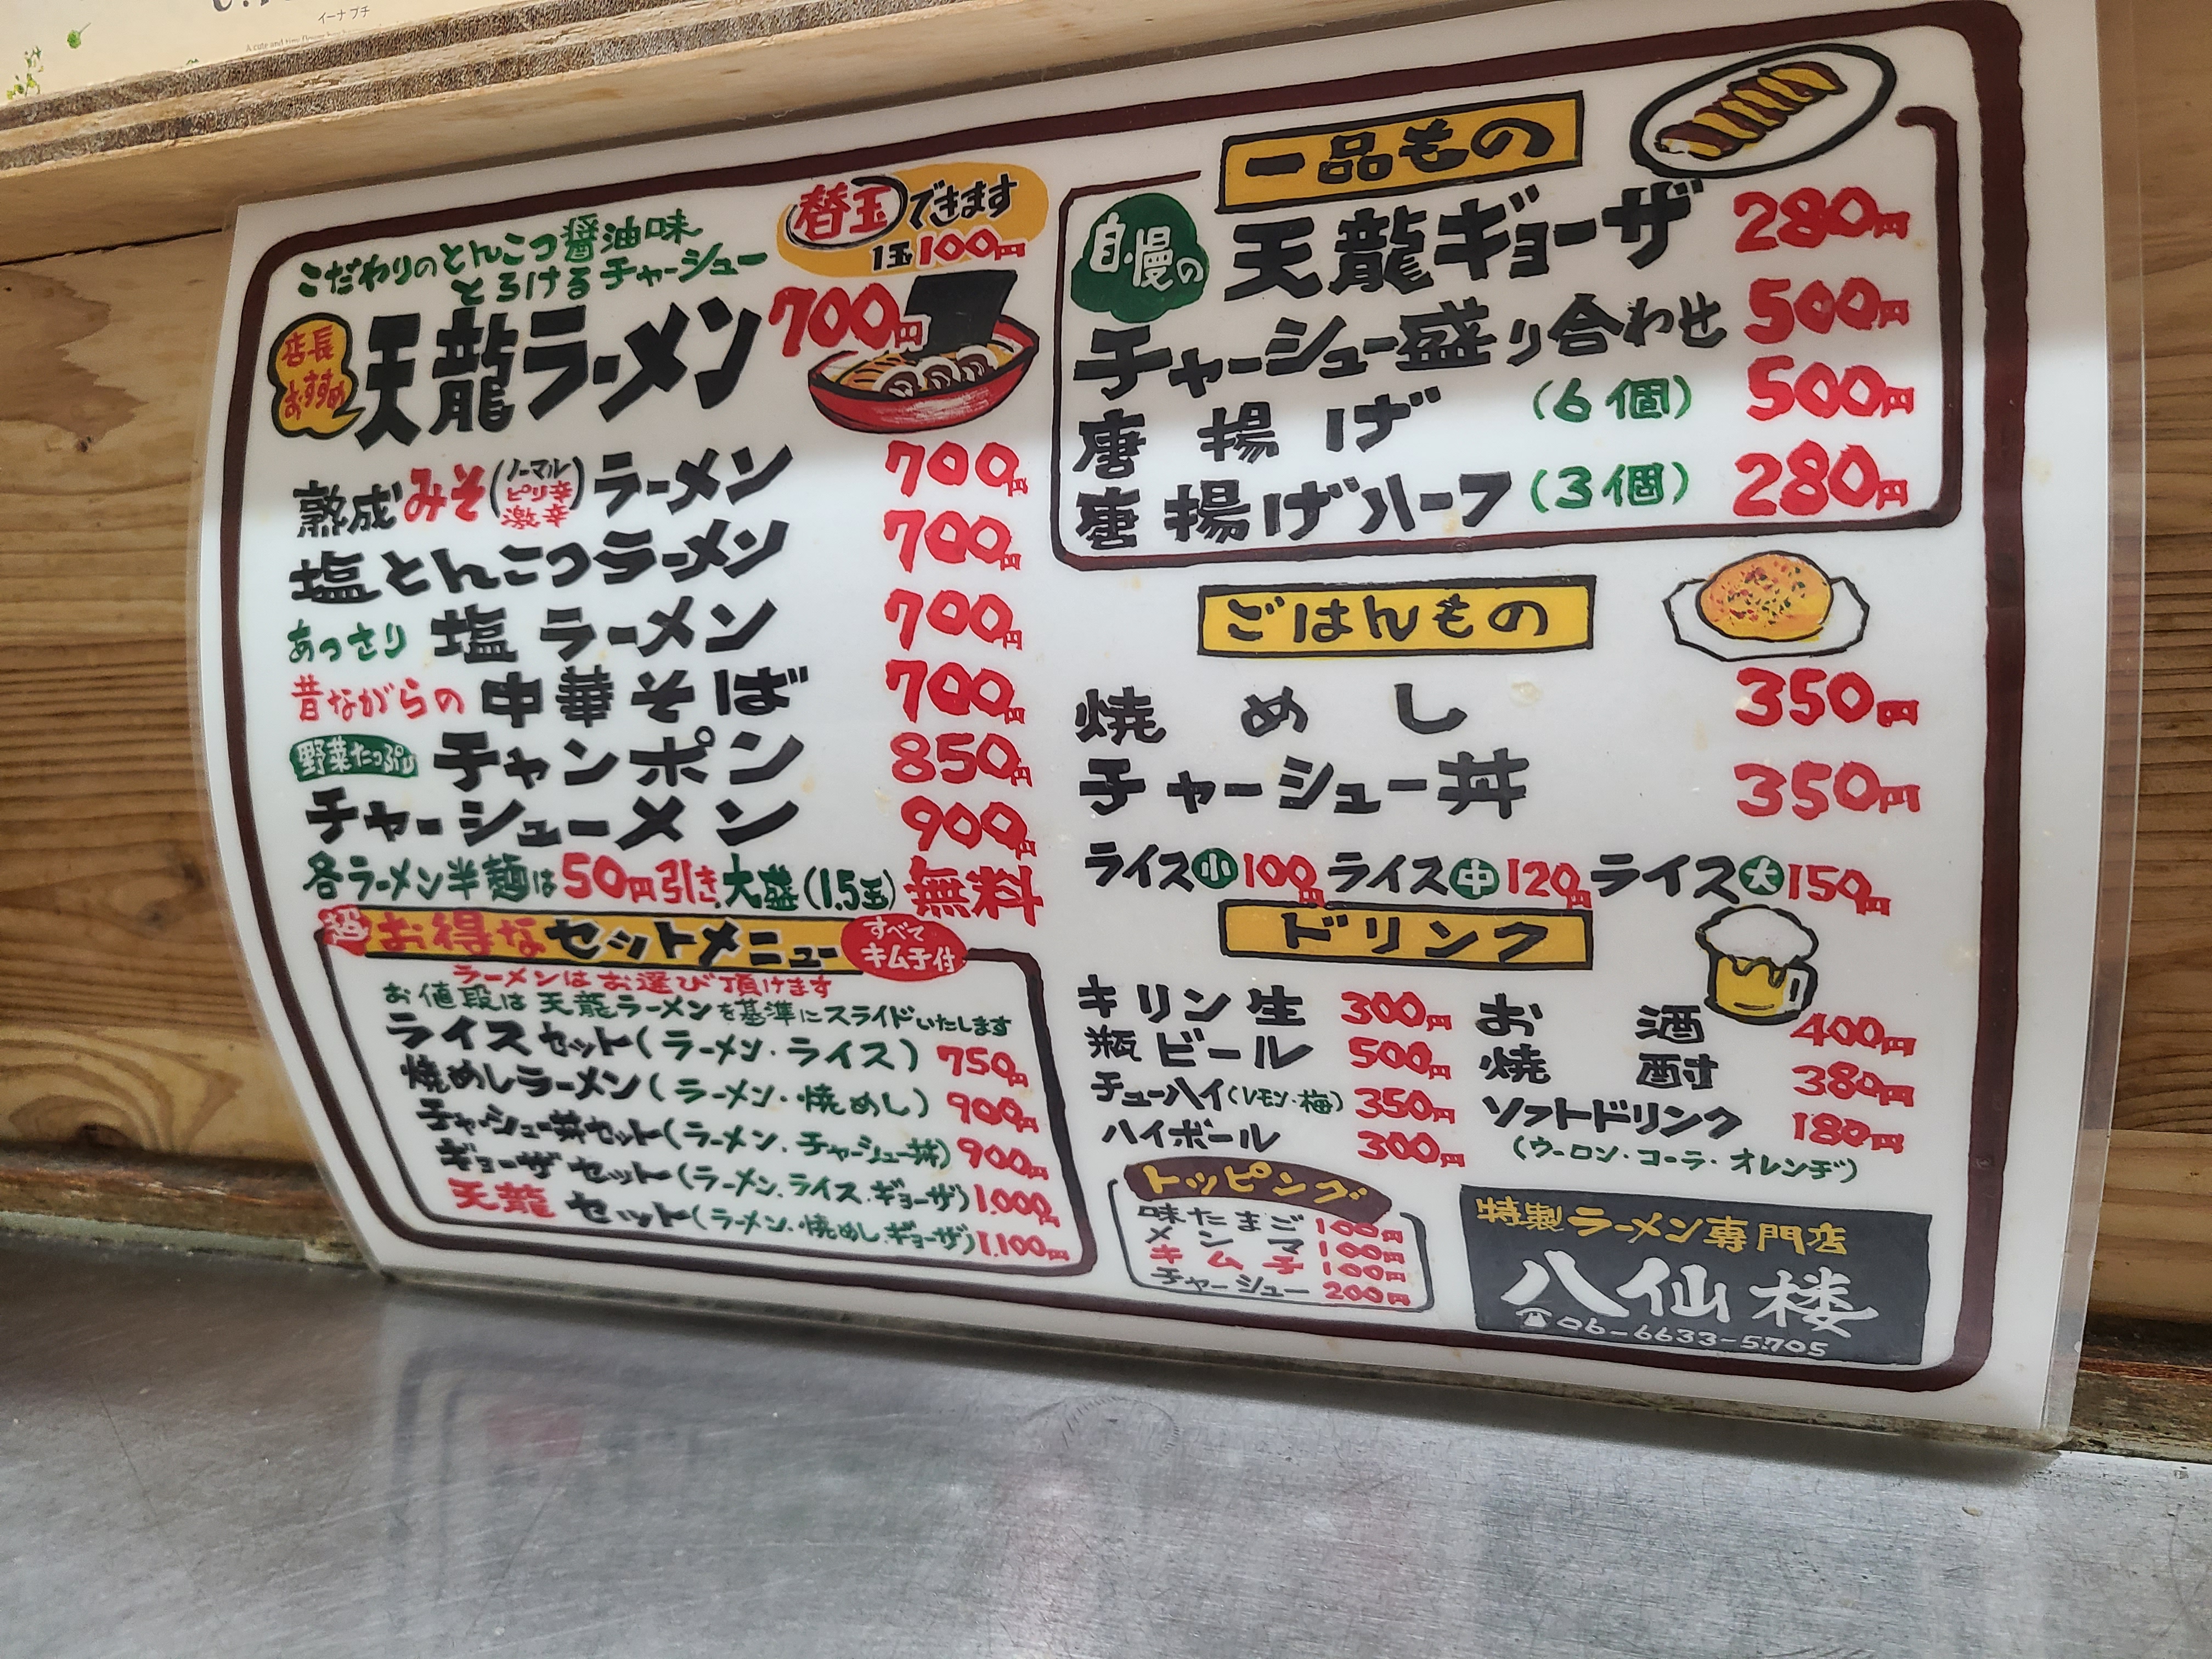 イーナ プチ
こだわりのとんこつ醤油味
とろけるチャーシュー
替玉できます
1玉100円
店長おすすめ
天龍ラーメン 700円
熟成みそ(ノーマル ピリ辛 激辛)ラーメン 700円
塩とんこつラーメン 700円
あっさり 塩ラーメン 700円
昔ながらの 中華そば 700円
野菜たっぷり チャンポン 850円
チャーシューメン 900円
各ラーメン半麺は50円引き 大盛(1.5玉)無料
超お得なセットメニュー すべてキムチ付
ラーメンはお選び頂けます
お値段は天龍ラーメンを基準にスライドいたします
ライスセット(ラーメン・ライス) 750円
焼めしラーメン(ラーメン・焼めし) 900円
チャーシュー丼セット(ラーメン・チャーシュー丼) 900円
ギョーザセット(ラーメン・ライス・ギョーザ) 1,000円
天龍セット(ラーメン・焼めし・ギョーザ) 1,100円
一品もの
自慢の 天龍ギョーザ 280円
チャーシュー盛り合わせ 500円
唐揚げ (6個) 500円
唐揚げハーフ (3個) 280円
ごはんもの
焼めし 350円
チャーシュー丼 350円
ライス小100円 ライス中120円 ライス大150円
ドリンク
キリン生 300円
瓶ビール 500円
チューハイ(レモン・梅) 350円
ハイボール 300円
お酒 400円
焼酎 380円
ソフトドリンク 180円
(ウーロン・コーラ・オレンヂ)
トッピング
味たまご 100円
メンマ 100円
キムチ 100円
チャーシュー 200円
特製ラーメン専門店
八仙楼
☎06-6633-5705